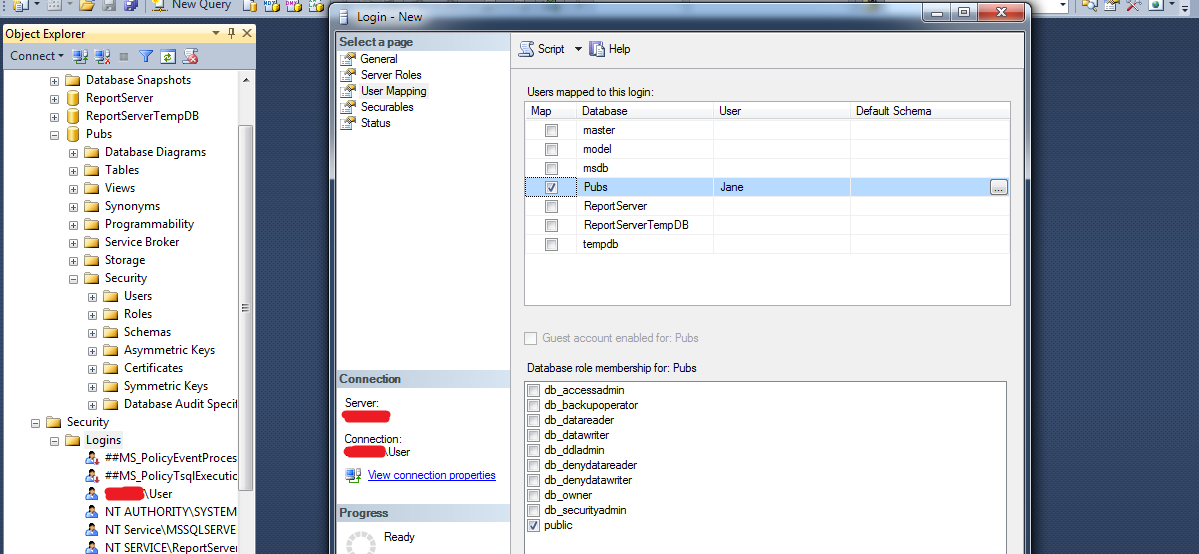 New Query
Object Explorer
Connect
Database Snapshots
ReportServer
ReportServerTempDB
Pubs
Database Diagrams
Tables
Views
Synonyms
Programmability
Service Broker
Storage
Security
Users
Roles
Schemas
Asymmetric Keys
Certificates
Symmetric Keys
Database Audit Specif
Security
Logins
##MS_PolicyEventProces
##MS_PolicyTsqlExecutio
\User
NT AUTHORITY\SYSTEM
NT Service\MSSQLSERVE
NT SERVICE\ReportServer
Login - New
Select a page
General
Server Roles
User Mapping
Securables
Status
Connection
Server:
Connection:
\User
View connection properties
Progress
Ready
Script Help
Users mapped to this login:
Map Database User Default Schema
master
model
msdb
Pubs Jane ...
ReportServer
ReportServerTempDB
tempdb
Guest account enabled for: Pubs
Database role membership for: Pubs
db_accessadmin
db_backupoperator
db_datareader
db_datawriter
db_ddladmin
db_denydatareader
db_denydatawriter
db_owner
db_securityadmin
public